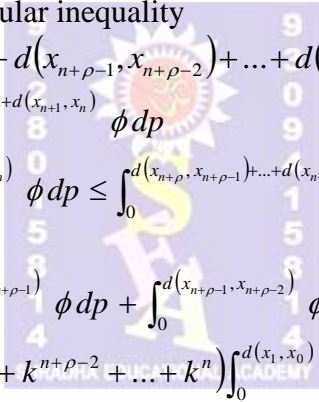 ular inequality
d(x_{n+ρ-1}, x_{n+ρ-2}) + ... + d(
+d(x_{n+1}, x_n) ϕ dp
) ϕ dp ≤ ∫_0^{d(x_{n+ρ}, x_{n+ρ-1}) + ... + d(x_n
+ρ-1) ϕ dp + ∫_0^{d(x_{n+ρ-1}, x_{n+ρ-2})} ϕ
+ k^{n+ρ-2} + ... + k^n) ∫_0^{d(x_1, x_0)}